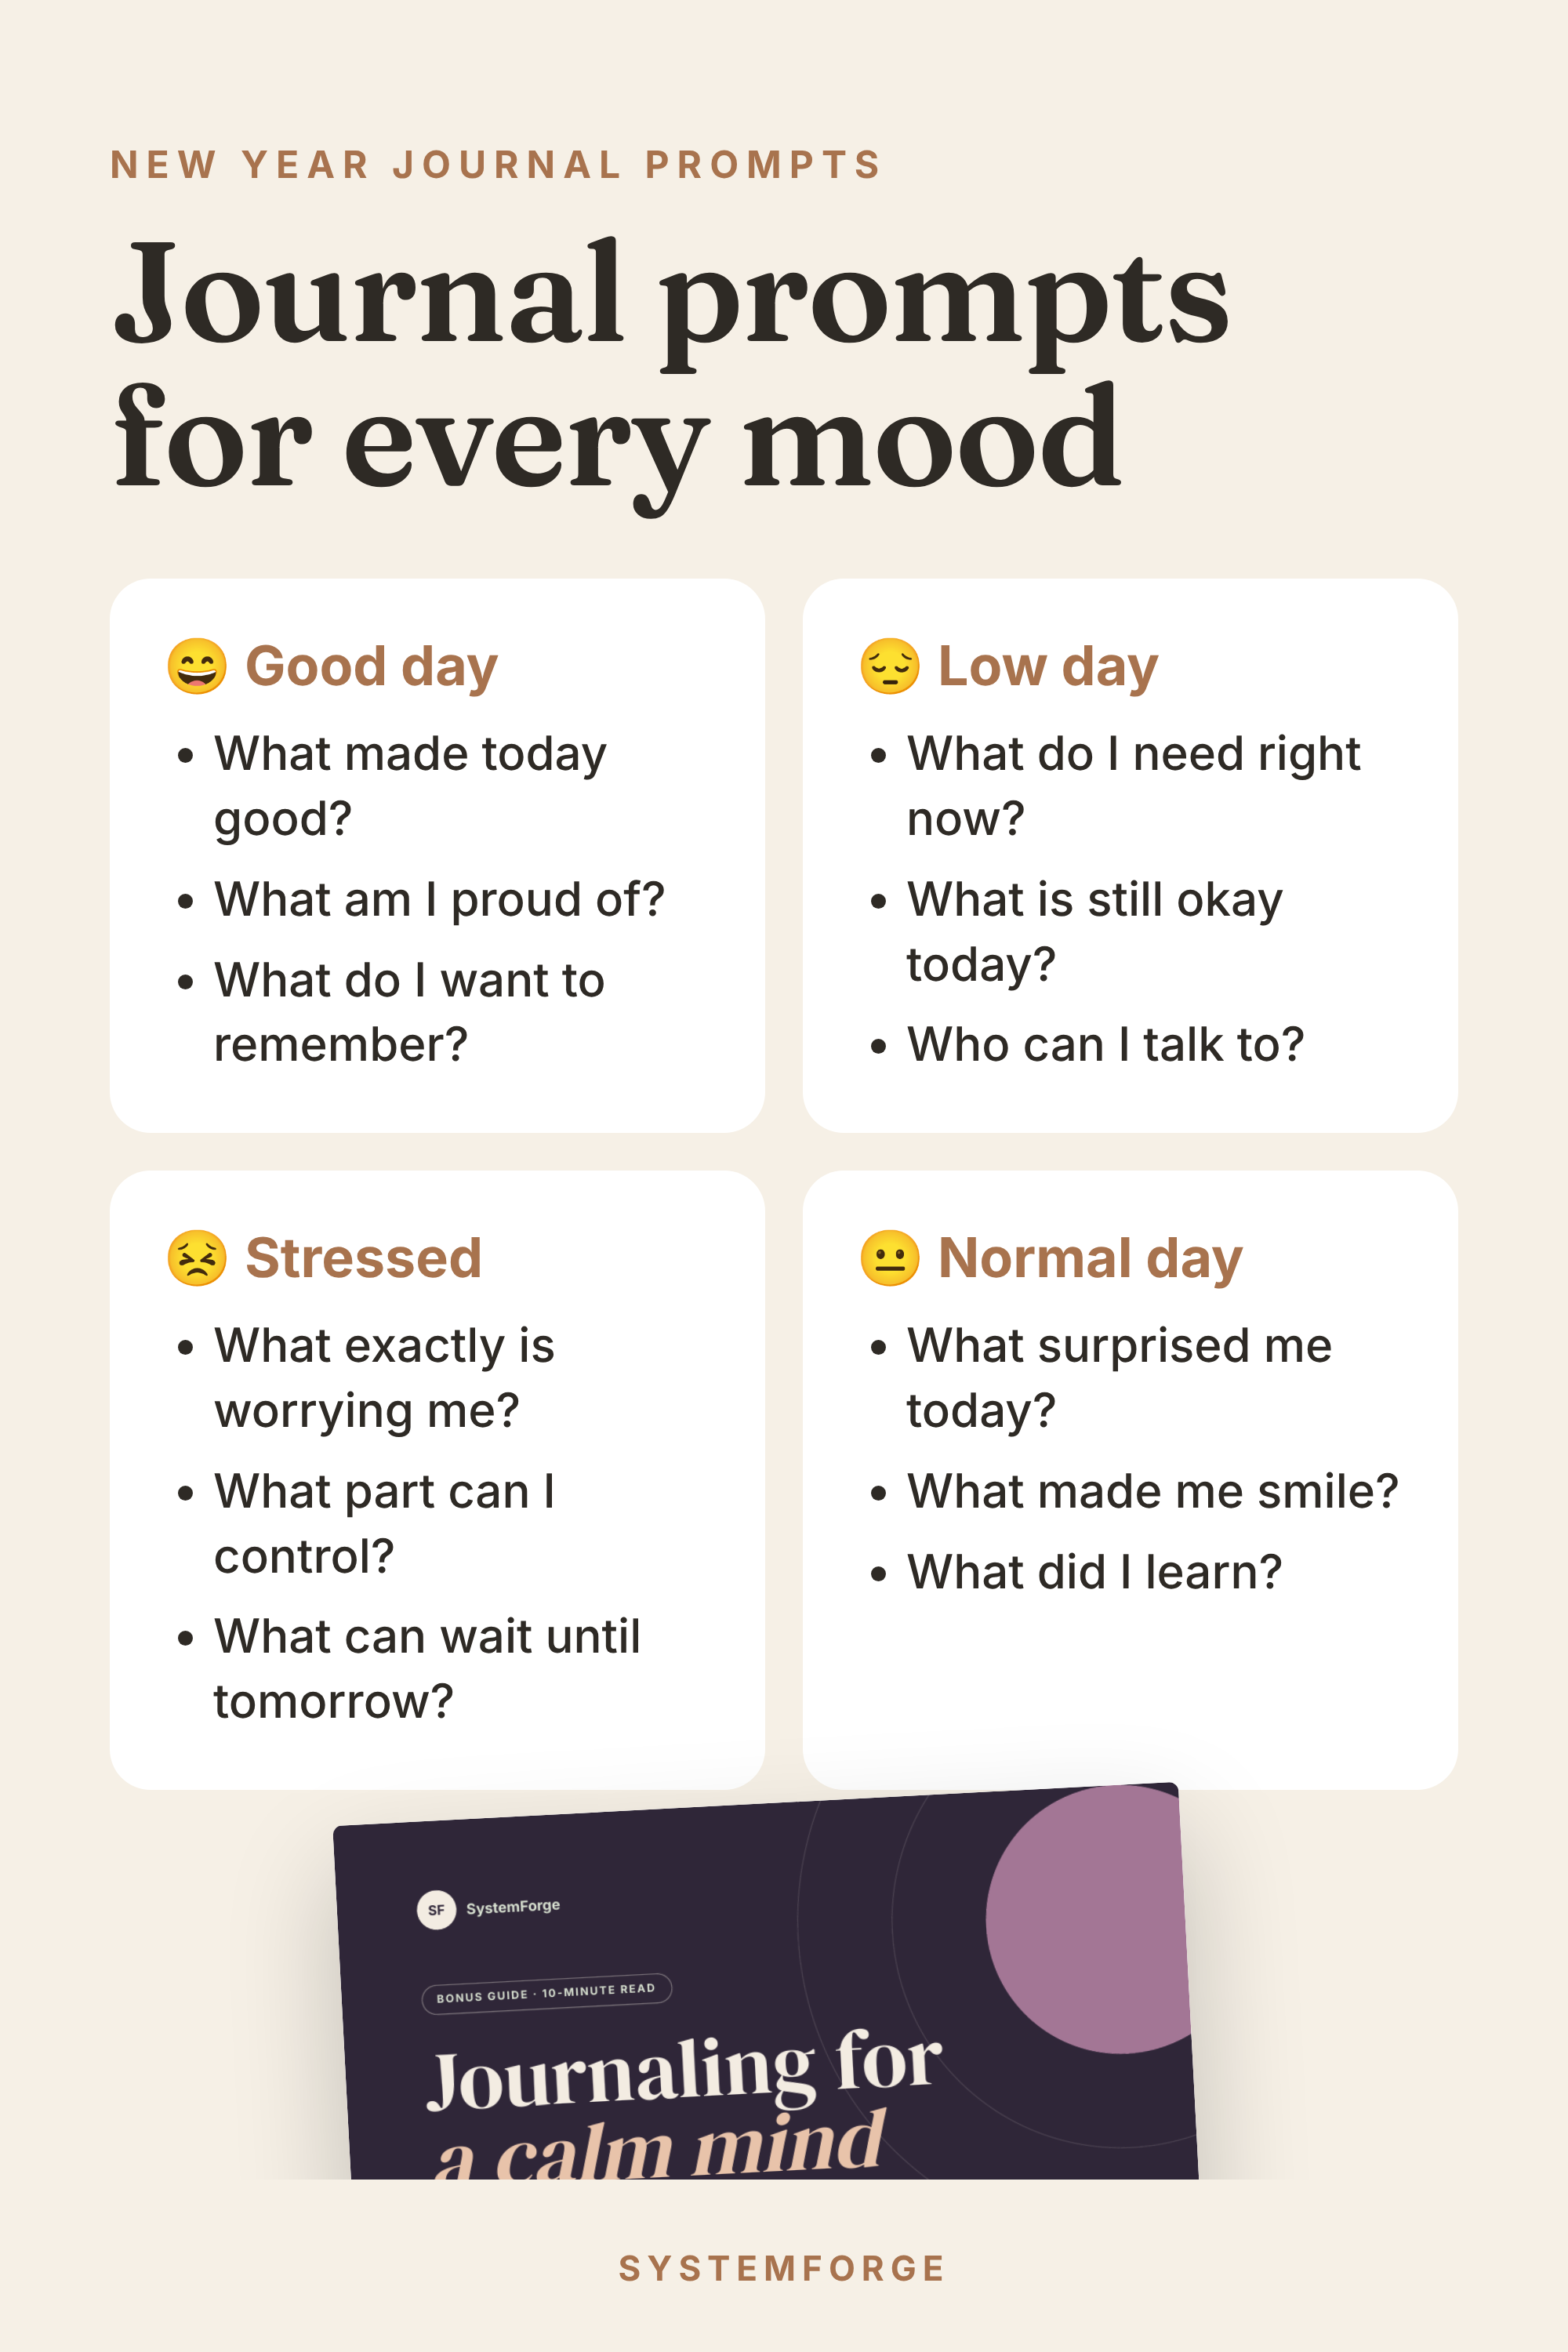 NEW YEAR JOURNAL PROMPTS
Journal prompts
for every mood
😄 Good day
• What made today
good?
• What am I proud of?
• What do I want to
remember?
😔 Low day
• What do I need right
now?
• What is still okay
today?
• Who can I talk to?
😣 Stressed
• What exactly is
worrying me?
• What part can I
control?
• What can wait until
tomorrow?
😐 Normal day
• What surprised me
today?
• What made me smile?
• What did I learn?
SF SystemForge
BONUS GUIDE · 10-MINUTE READ
Journaling for
a calm mind
SYSTEMFORGE